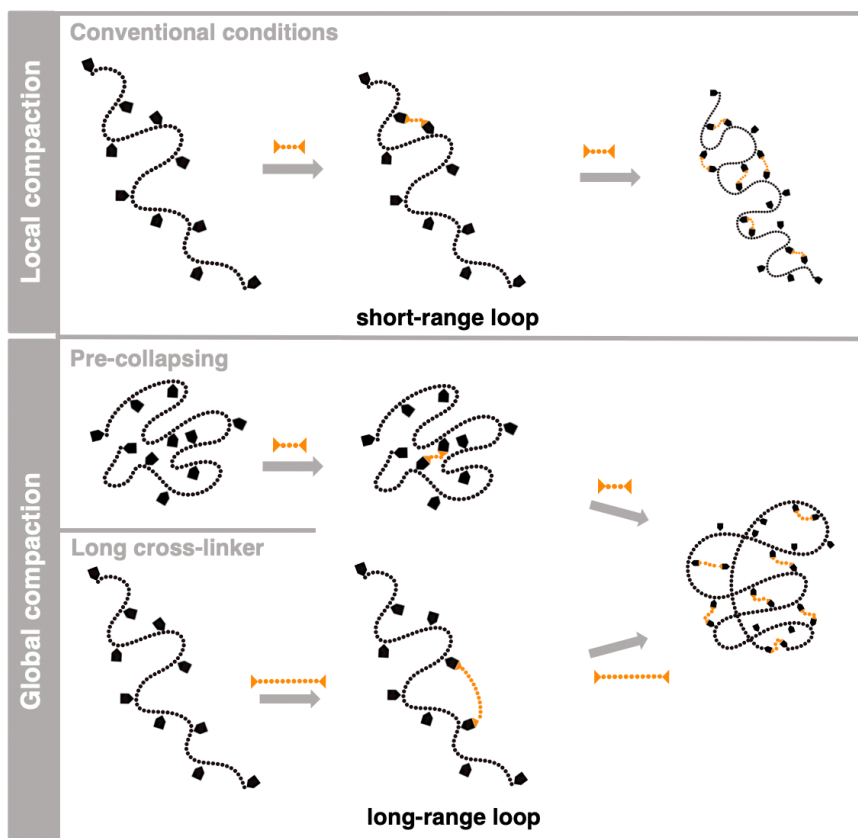 Local compaction
Conventional conditions
short-range loop
Global compaction
Pre-collapsing
Long cross-linker
long-range loop